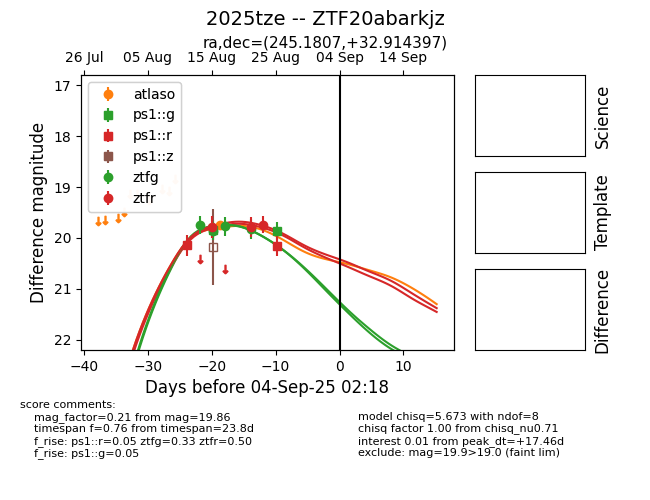 2025tze -- ZTF20abarkjz
ra,dec=(245.1807,+32.914397)
26 Jul 05 Aug 15 Aug 25 Aug 04 Sep 14 Sep
17
18
19
20
21
22
Difference magnitude
atlaso
ps1::g
ps1::r
ps1::z
ztfg
ztfr
−40 −30 −20 −10 0 10
Days before 04-Sep-25 02:18
Science
Template
Difference
score comments:
mag_factor=0.21 from mag=19.86
timespan f=0.76 from timespan=23.8d
f_rise: ps1::r=0.05 ztfg=0.33 ztfr=0.50
f_rise: ps1::g=0.05
model chisq=5.673 with ndof=8
chisq factor 1.00 from chisq_nu0.71
interest 0.01 from peak_dt=+17.46d
exclude: mag=19.9>19.0 (faint lim)